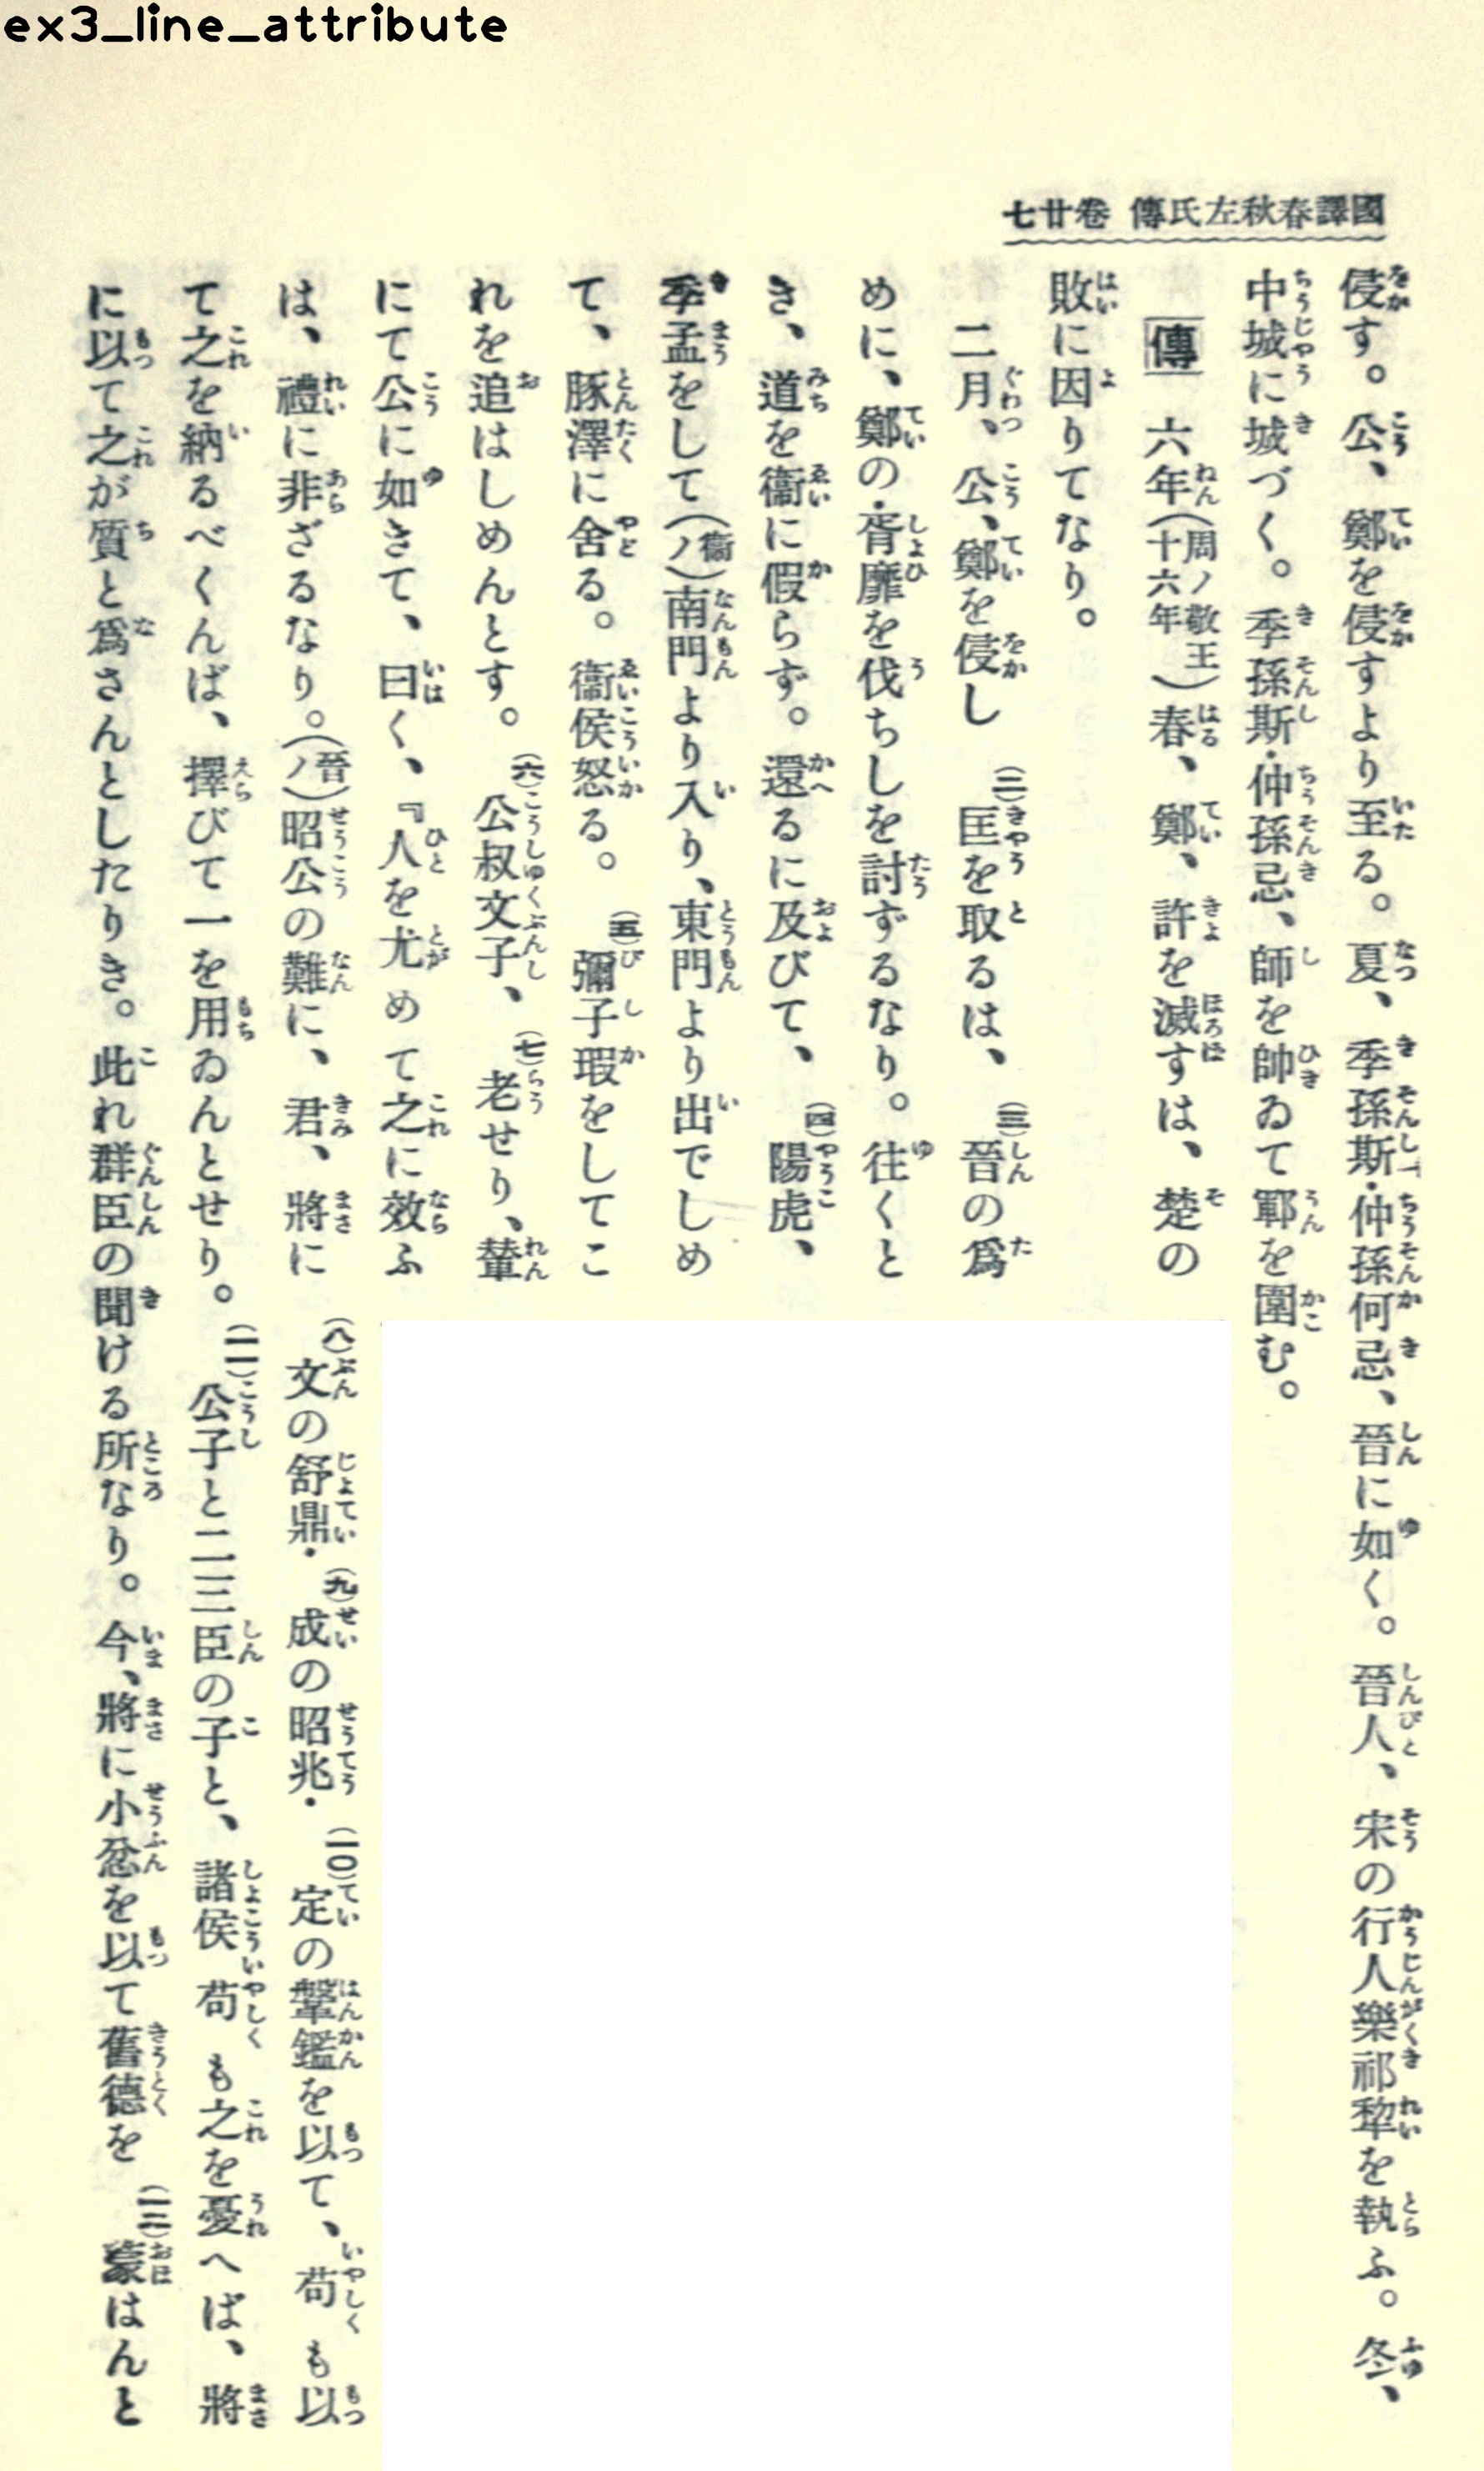 ex3_line_attribute
國譯春秋左氏傳 卷廿七
侵す。公、鄭を侵すより至る。夏、季孫斯・仲孫何忌、晉に如く。晉人、宋の行人樂祁犂を執ふ。冬、
中城に城づく。季孫斯・仲孫忌、師を帥ゐて鄆を圍む。
傳 六年(周ノ敬王十六年)春、鄭、許を滅すは、楚の
敗に因りてなり。
二月、公、鄭を侵し(二)匡を取るは、(三)晉の爲
めに、鄭の・胥靡を伐ちしを討ずるなり。往くと
き、道を衞に假らず。還るに及びて、(四)陽虎、
季孟をして(衞ノ)南門より入り、東門より出でしめ
て、豚澤に舍る。衞侯怒る。(五)彌子瑕をしてこ
れを追はしめんとす。(六)公叔文子、(七)老せり、輦
にて公に如きて、曰く、『人を尤めて之に效ふ
は、禮に非ざるなり。(晉ノ)昭公の難に、君、將に(八)文の舒鼎・(九)成の昭兆・(一〇)定の鞶鑑を以て、苟も以
て之を納るべくんば、擇びて一を用ゐんとせり。(一一)公子と二三臣の子と、諸侯苟も之を憂へば、將
に以て之が質と爲さんとしたりき。此れ群臣の聞ける所なり。今、將に小忿を以て舊德を(一二)蒙はんと